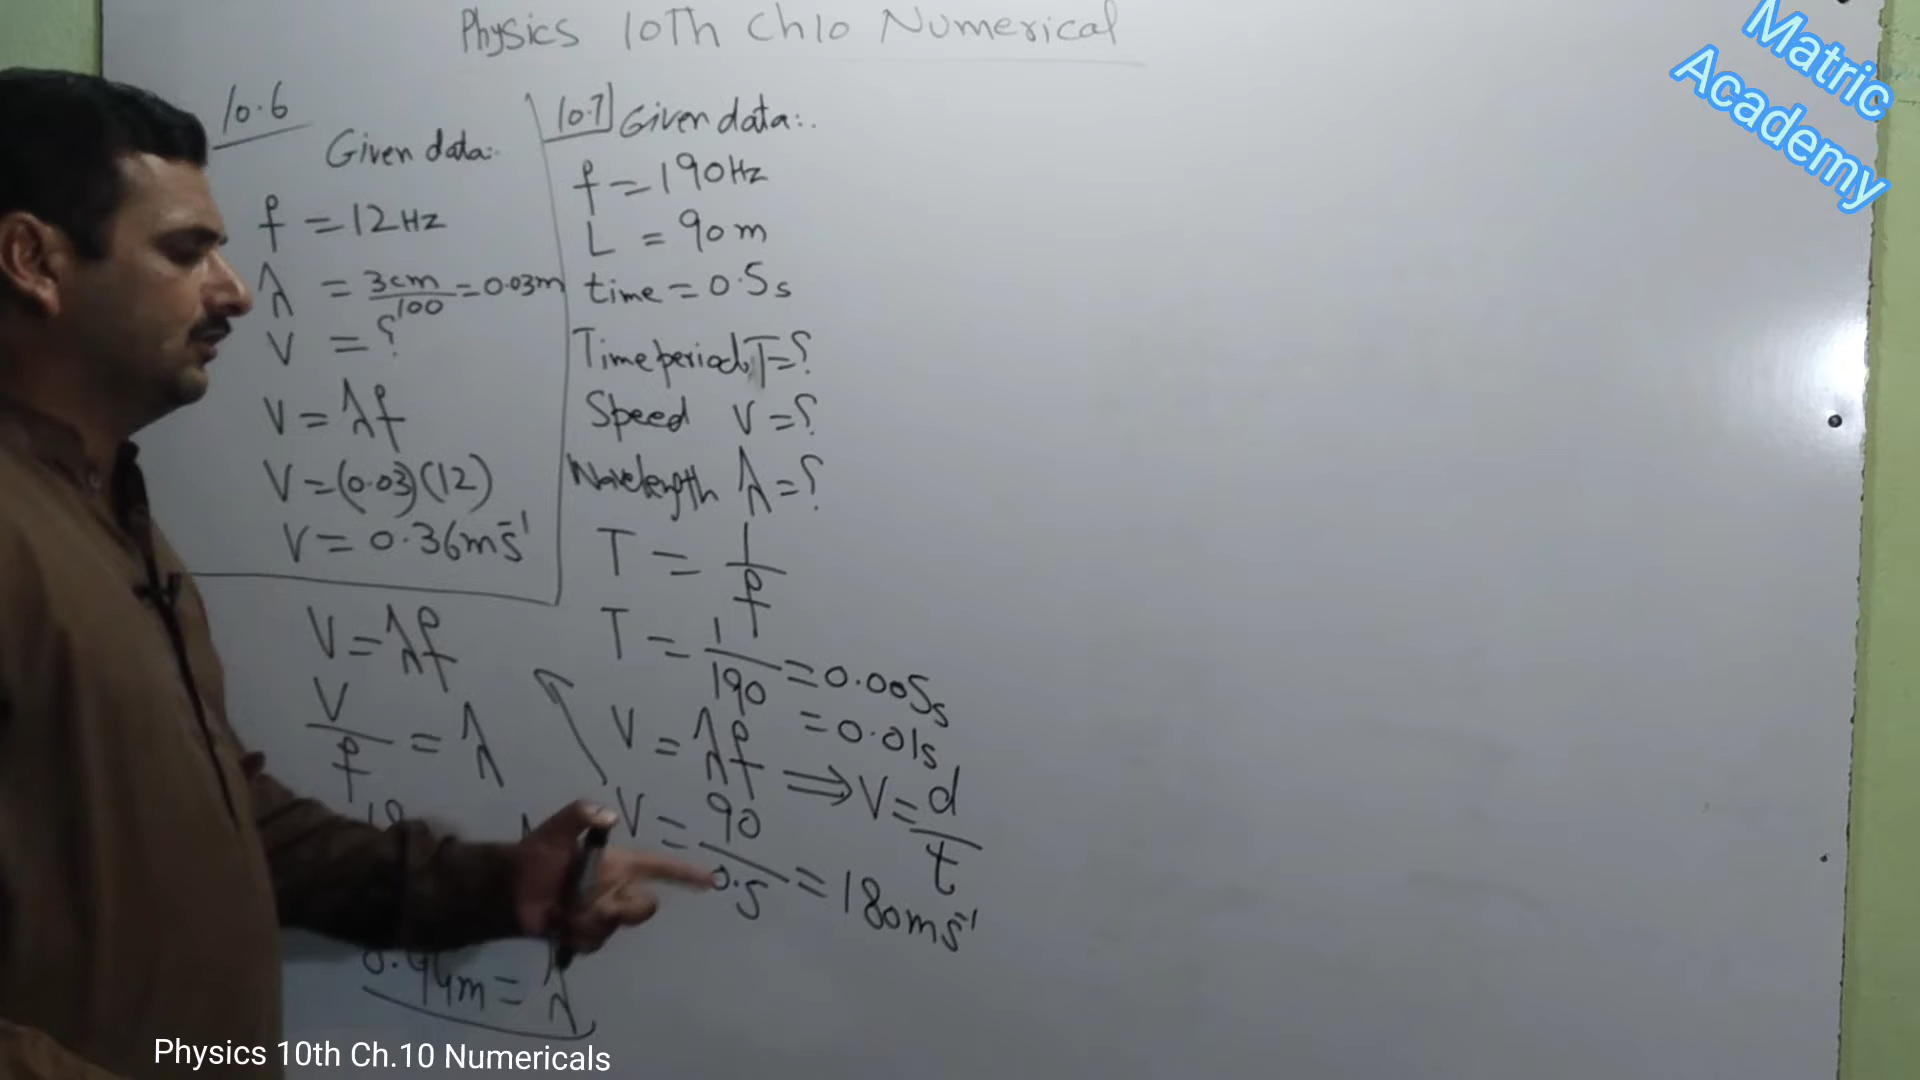 Physics 10Th Ch10 Numerical
Matric
Academy
10.6
Given data:
f = 12Hz
λ = 3cm/100 = 0.03m
V = ?
V = λf
V = (0.03)(12)
V = 0.36ms⁻¹
10.7 Given data:.
f = 190Hz
L = 90m
time = 0.5s
Time period, T = ?
Speed V = ?
Wavelength λ = ?
T = 1/f
T = 1/190 = 0.005s
= 0.01s
V = λf ⇒ V = d/t
V = 90/0.5 = 180ms⁻¹
V = λf
V/f = λ
m = λ
Physics 10th Ch.10 Numericals